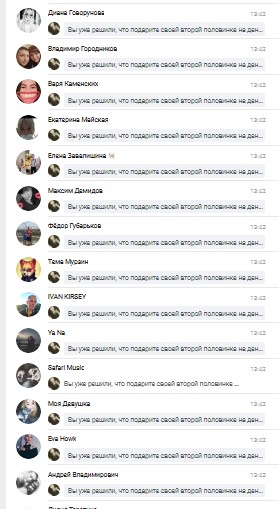 Диана Говорунова 13:42
Вы уже решили, что подарите своей второй половинке на ден...
Владимир Городников 13:42
Вы уже решили, что подарите своей второй половинке на ден...
Варя Каменских 13:42
Вы уже решили, что подарите своей второй половинке на ден...
Екатерина Майская 13:42
Вы уже решили, что подарите своей второй половинке на ден...
Елена Завалишина 13:42
Вы уже решили, что подарите своей второй половинке на ден...
Максим Демидов 13:42
Вы уже решили, что подарите своей второй половинке на ден...
Фёдор Губарьков 13:42
Вы уже решили, что подарите своей второй половинке на ден...
Тема Мурзин 13:42
Вы уже решили, что подарите своей второй половинке на ден...
IVAN KIRSEY 13:42
Вы уже решили, что подарите своей второй половинке на ден...
Ya Na 13:42
Вы уже решили, что подарите своей второй половинке на ден...
Safari Music 13:42
Вы уже решили, что подарите своей второй половинке ...
Моя Девушка 13:42
Вы уже решили, что подарите своей второй половинке на ден...
Eva Howk 13:42
Вы уже решили, что подарите своей второй половинке на ден...
Андрей Владимирович 13:42
Вы уже решили, что подарите своей второй половинке на ден...